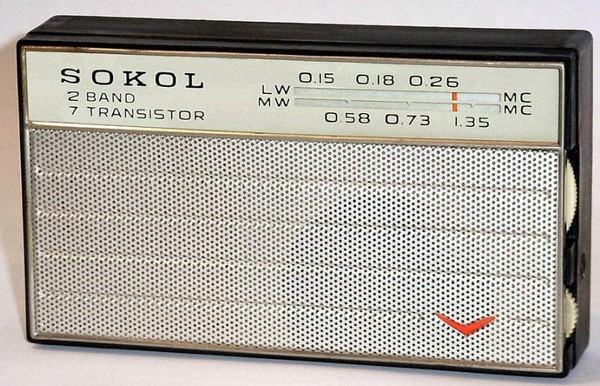 SOKOL
2 BAND
7 TRANSISTOR
0.15 0.18 0.26
LW MC
MW MC
0.58 0.73 1.35